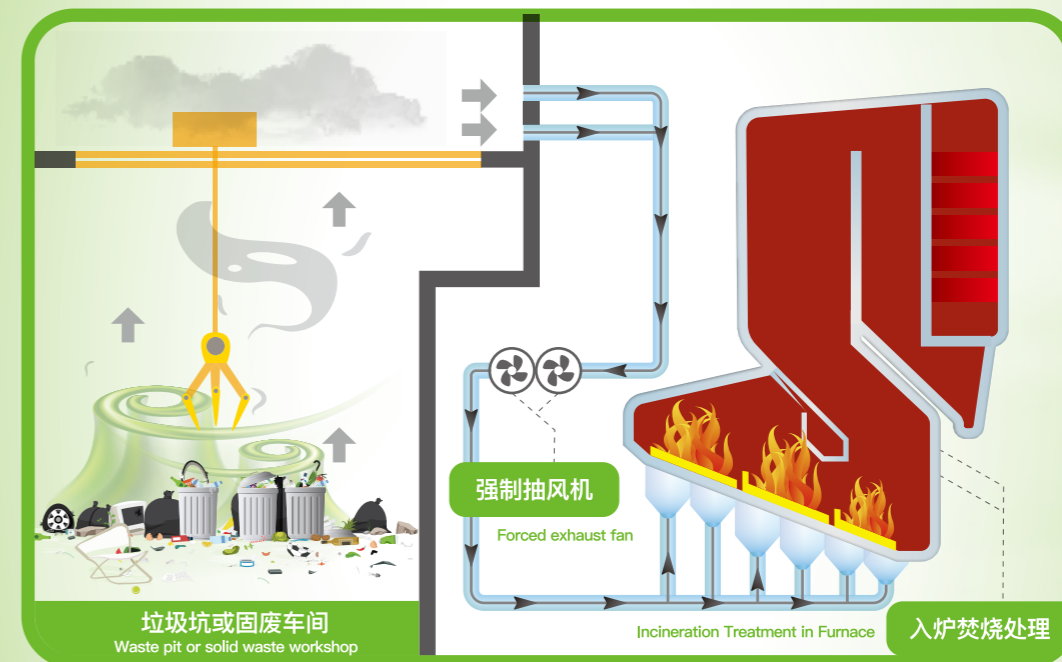 强制抽风机
Forced exhaust fan
垃圾坑或固废车间
Waste pit or solid waste workshop
Incineration Treatment in Furnace
入炉焚烧处理